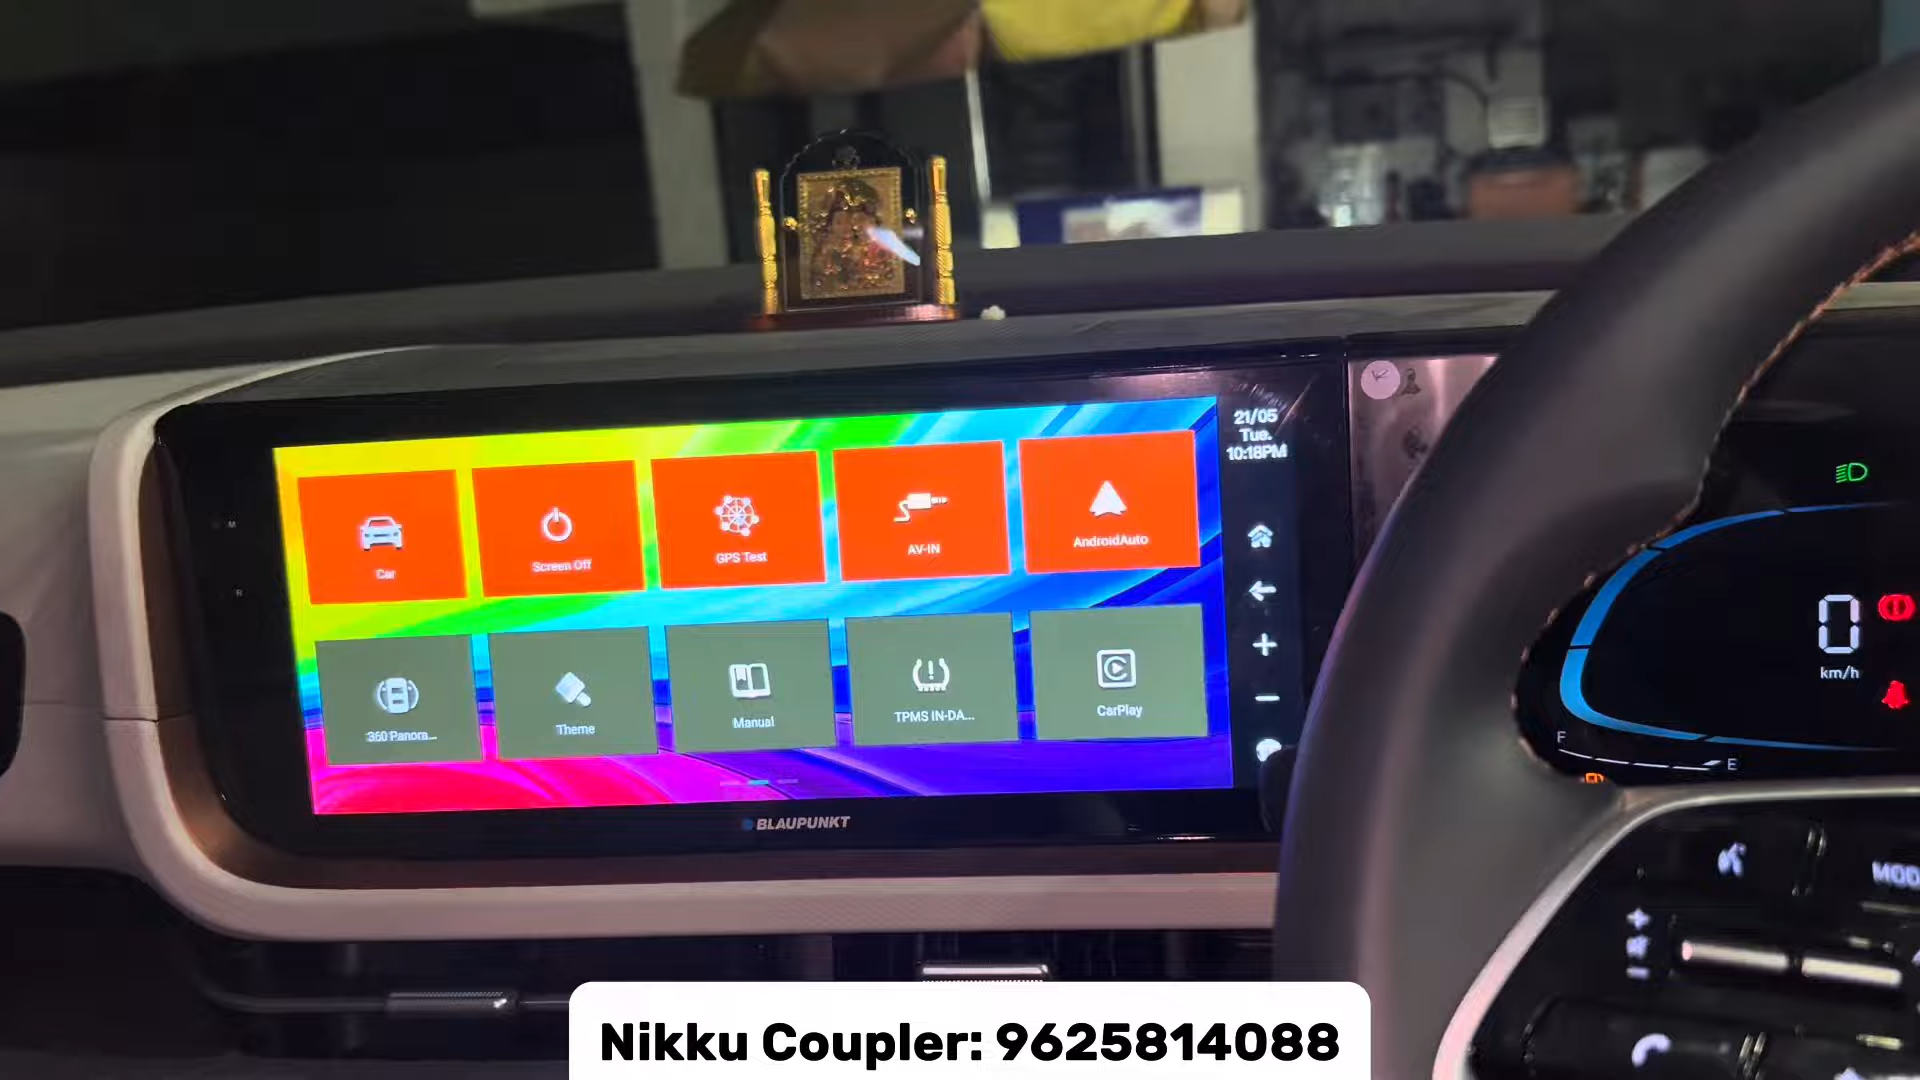 21/05
Tue.
10:18PM
M
R
Car
Screen Off
GPS Test
AV-IN
AndroidAuto
360 Panora...
Theme
Manual
TPMS IN-DA...
CarPlay
BLAUPUNKT
0
km/h
F
E
MOD
Nikku Coupler: 9625814088